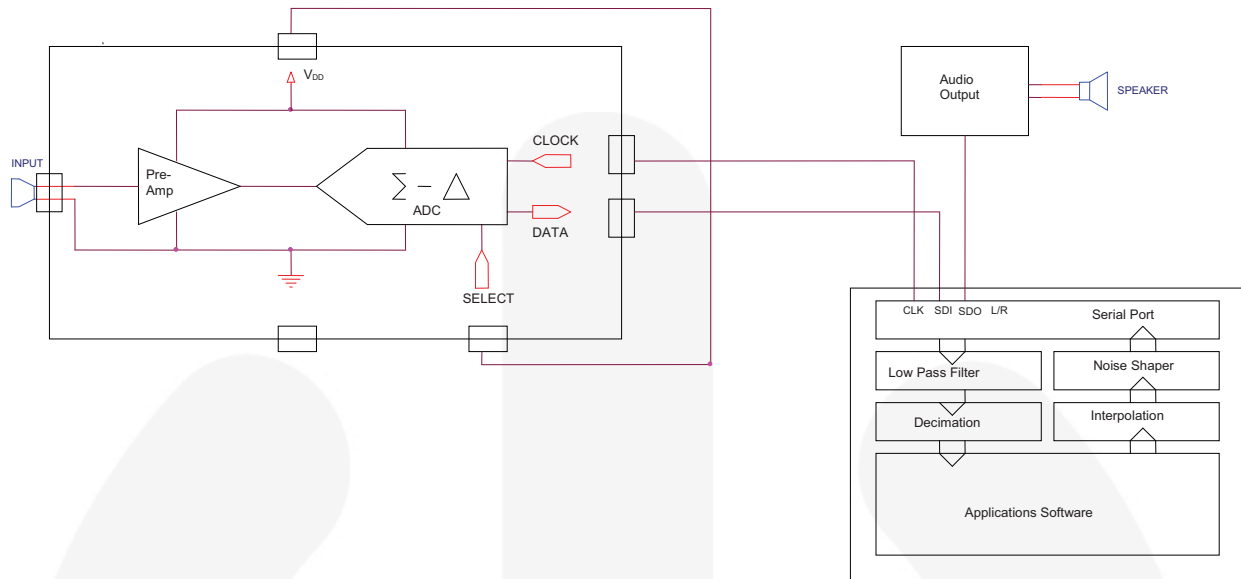 V_DD
INPUT
Pre-
Amp
Σ – Δ
ADC
CLOCK
DATA
SELECT
Audio
Output
SPEAKER
CLK SDI SDO L/R
Serial Port
Low Pass Filter
Noise Shaper
Decimation
Interpolation
Applications Software